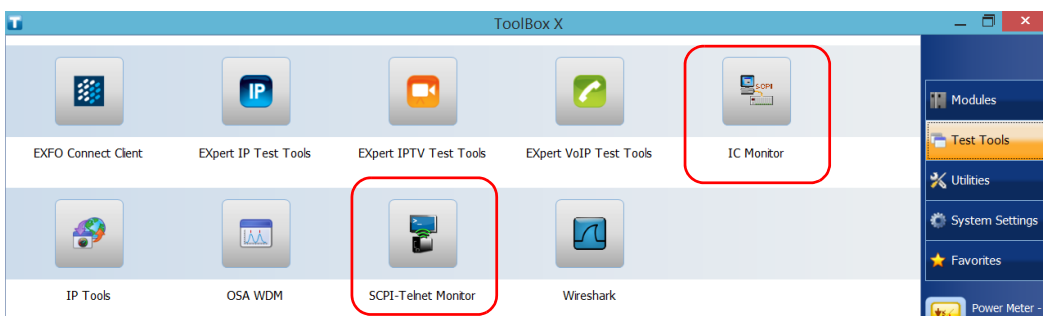 ToolBox X
EXFO Connect Client
EXpert IP Test Tools
EXpert IPTV Test Tools
EXpert VoIP Test Tools
IC Monitor
IP Tools
OSA WDM
SCPI-Telnet Monitor
Wireshark
Modules
Test Tools
Utilities
System Settings
Favorites
Power Meter -